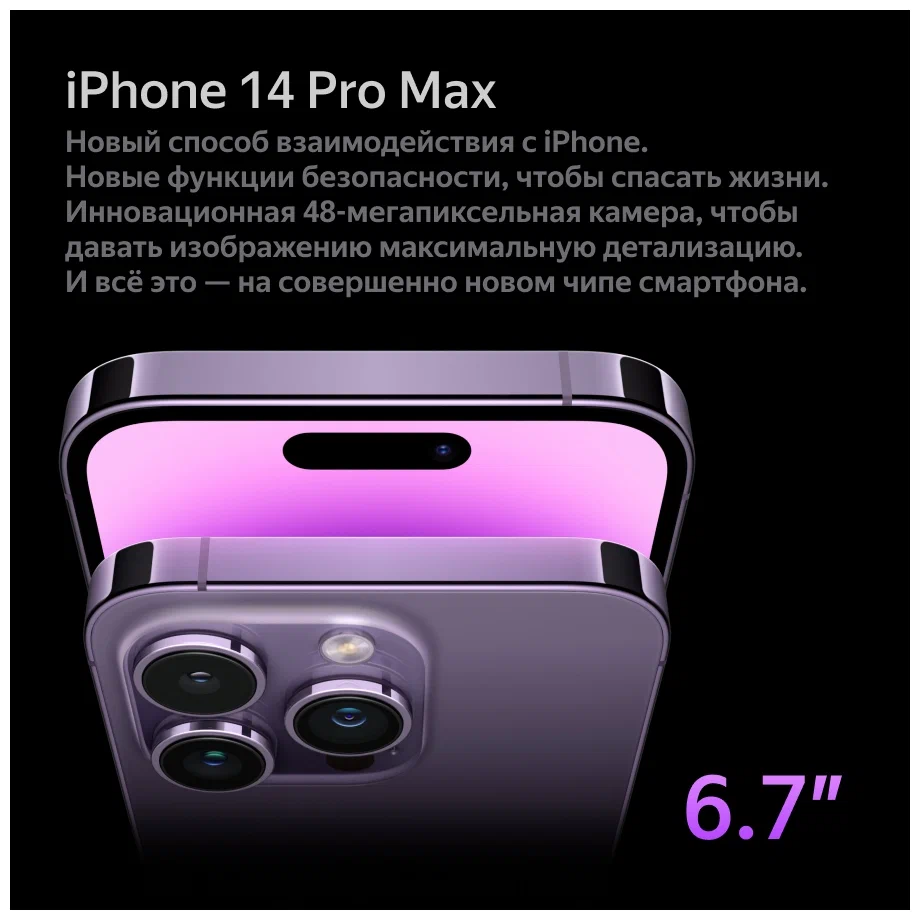 iPhone 14 Pro Max
Новый способ взаимодействия с iPhone.
Новые функции безопасности, чтобы спасать жизни.
Инновационная 48-мегапиксельная камера, чтобы
давать изображению максимальную детализацию.
И всё это — на совершенно новом чипе смартфона.
6.7″